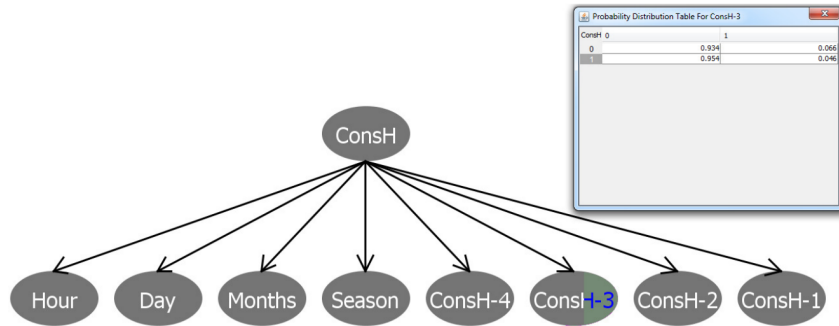 Probability Distribution Table For ConsH-3
ConsH 0 1
0 0.934 0.066
1 0.954 0.046
ConsH
Hour Day Months Season ConsH-4 ConsH-3 ConsH-2 ConsH-1